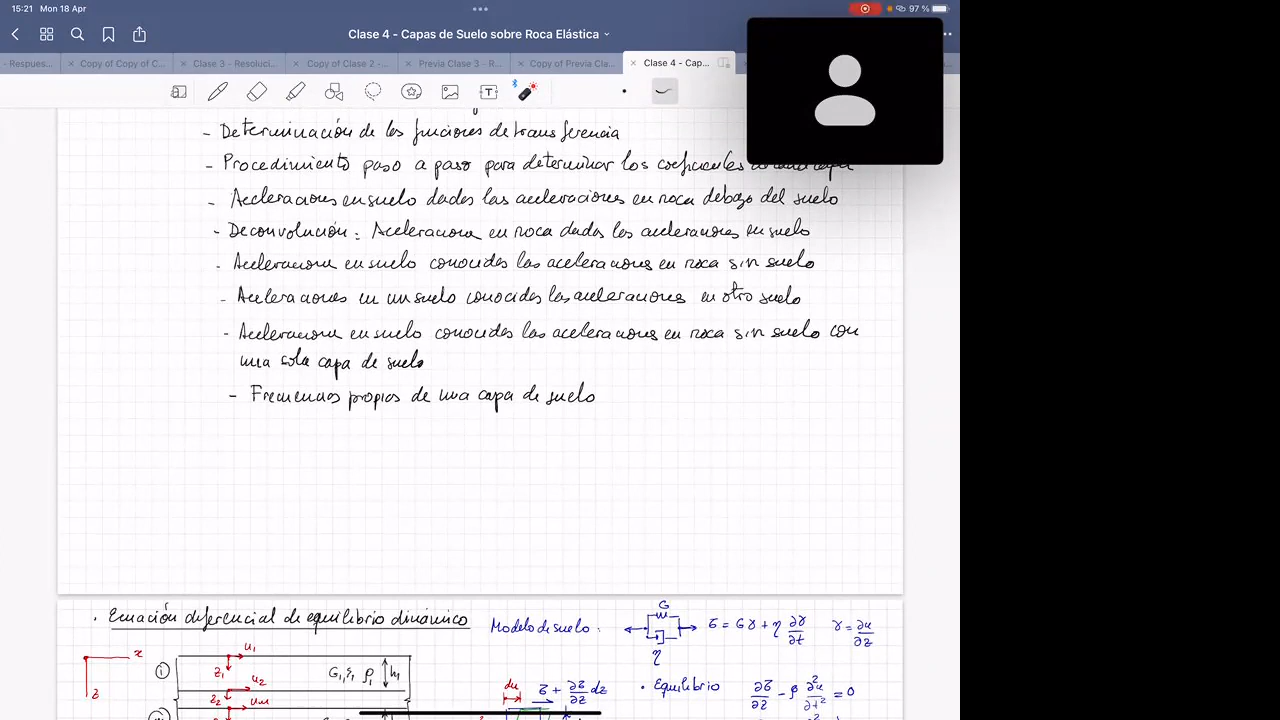 15:21 Mon 18 Apr
97 %
Clase 4 - Capas de Suelo sobre Roca Elástica
- Respues...
Copy of Copy of C...
Clase 3 - Resoluci...
Copy of Clase 2 -...
Previa Clase 3 - R...
Copy of Previa Cla...
Clase 4 - Cap...
- Determinación de las funciones de transferencia
- Procedimiento paso a paso para determinar los coeficientes
- Aceleraciones en suelo dadas las aceleraciones en roca debajo del suelo
- Deconvolución: Aceleraciones en roca dadas las aceleraciones en suelo
- Aceleraciones en suelo conocidas las aceleraciones en roca sin suelo
- Aceleraciones en un suelo conocidas las aceleraciones en otro suelo
- Aceleraciones en suelo conocidas las aceleraciones en roca sin suelo con
una sola capa de suelo
- Frecuencias propias de una capa de suelo
. Ecuación diferencial de equilibrio dinámico
Modelo de suelo :
G
η
σ = Gγ + η ∂γ/∂t
γ = ∂u/∂z
x
z
①
u₁
z₁
G₁, ξ₁ ρ₁
h₁
u₂
z₂
du
σ + ∂σ/∂z dz
• Equilibrio
∂σ/∂z - ρ ∂²u/∂t² = 0